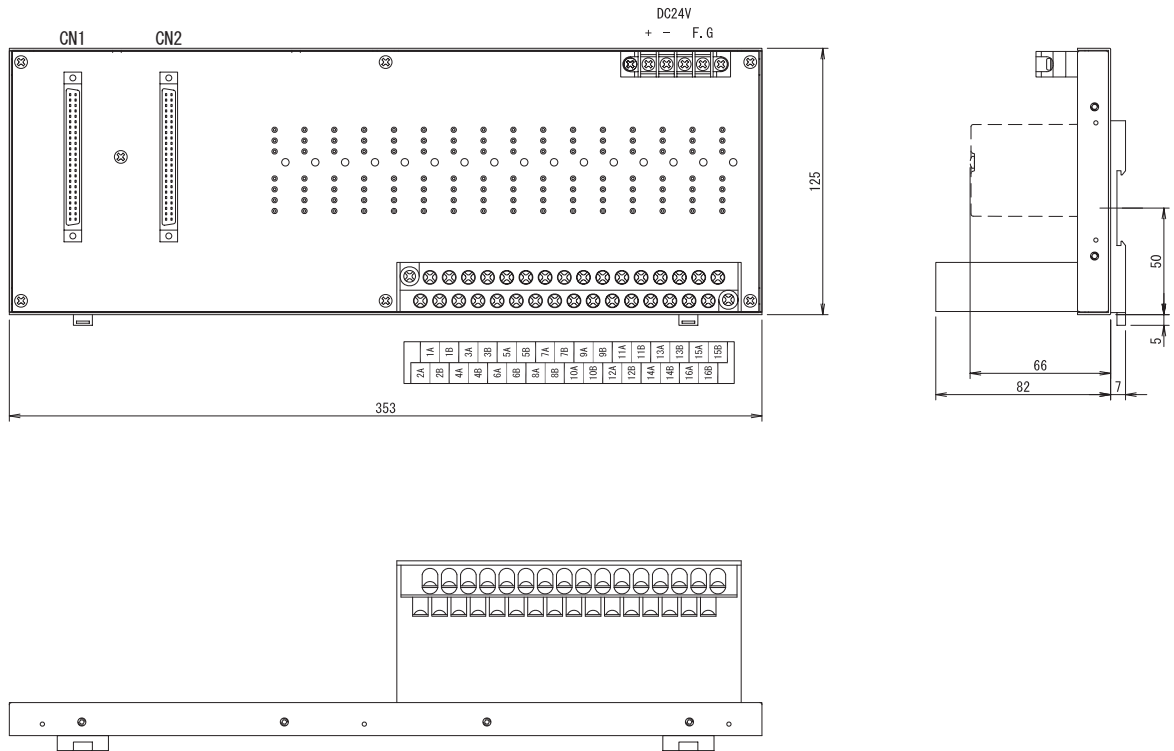 DC24V
+ − F.G
CN1 CN2
125
50
5
1A 1B 3A 3B 5A 5B 7A 7B 9A 9B 11A 11B 13A 13B 15A 15B
2A 2B 4A 4B 6A 6B 8A 8B 10A 10B 12A 12B 14A 14B 16A 16B
66
82 7
353